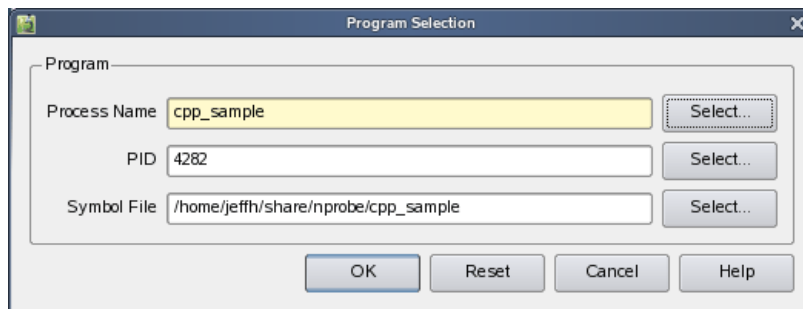 Program Selection
Program
Process Name cpp_sample Select...
PID 4282 Select...
Symbol File /home/jeffh/share/nprobe/cpp_sample Select...
OK Reset Cancel Help